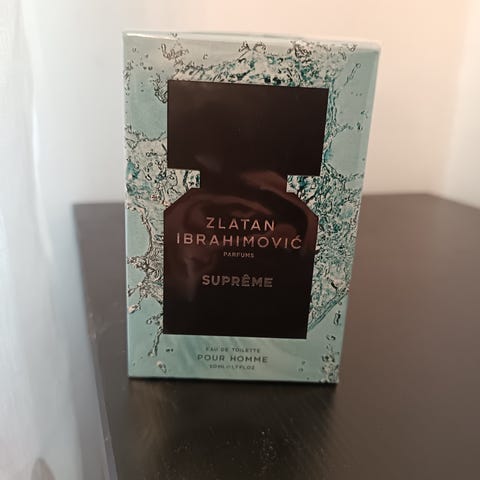 ZLATAN
IBRAHIMOVIĆ
PARFUMS
SUPRÊME
EAU DE TOILETTE
POUR HOMME
50 ML e 1,7 FL.OZ